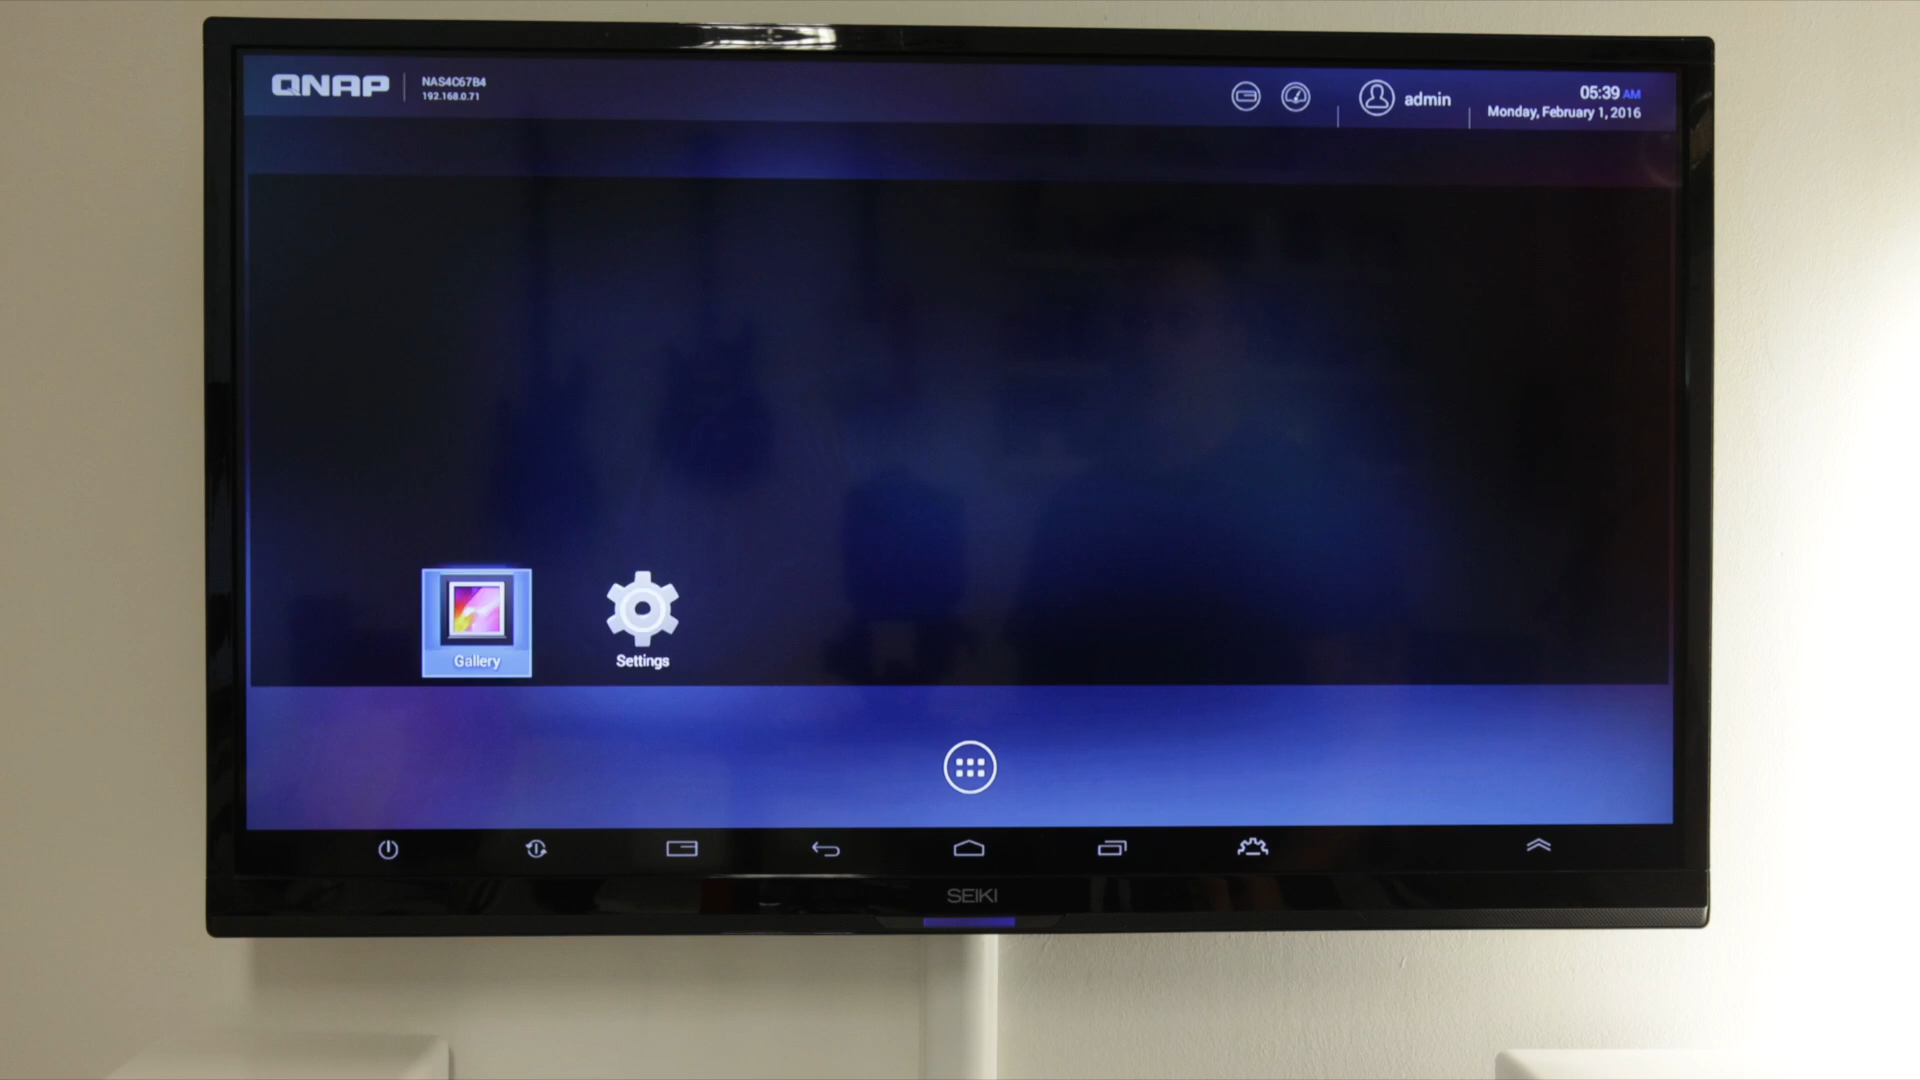 QNAP
NAS4C67B4
192.168.0.71
admin
05:39 AM
Monday, February 1, 2016
Gallery
Settings
SEIKI